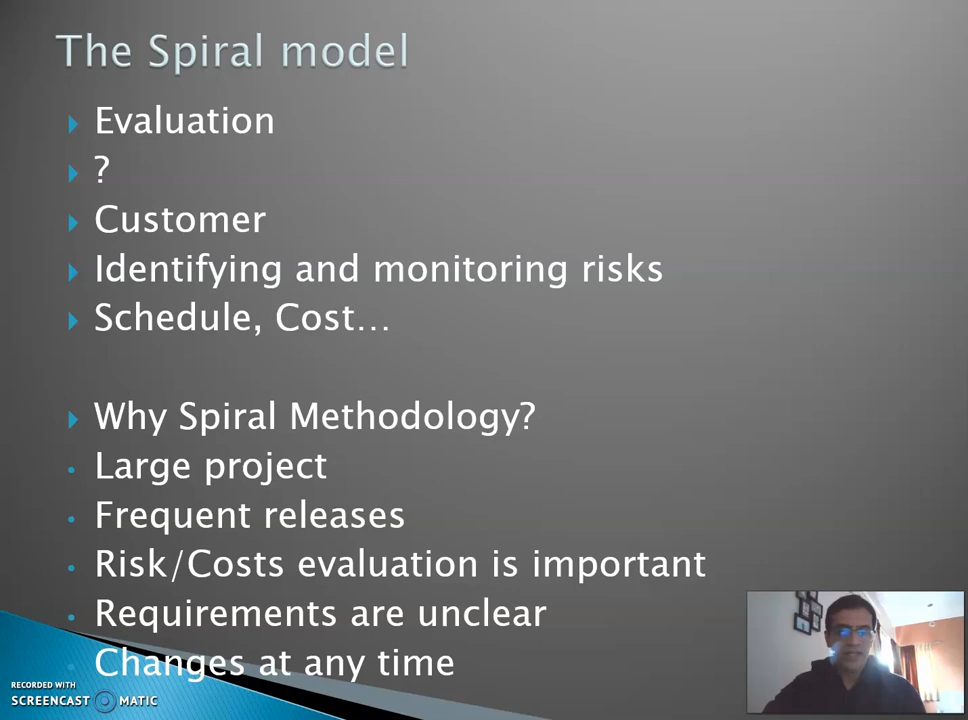 The Spiral model
Evaluation
?
Customer
Identifying and monitoring risks
Schedule, Cost…
Why Spiral Methodology?
Large project
Frequent releases
Risk/Costs evaluation is important
Requirements are unclear
Changes at any time
RECORDED WITH
SCREENCAST MATIC